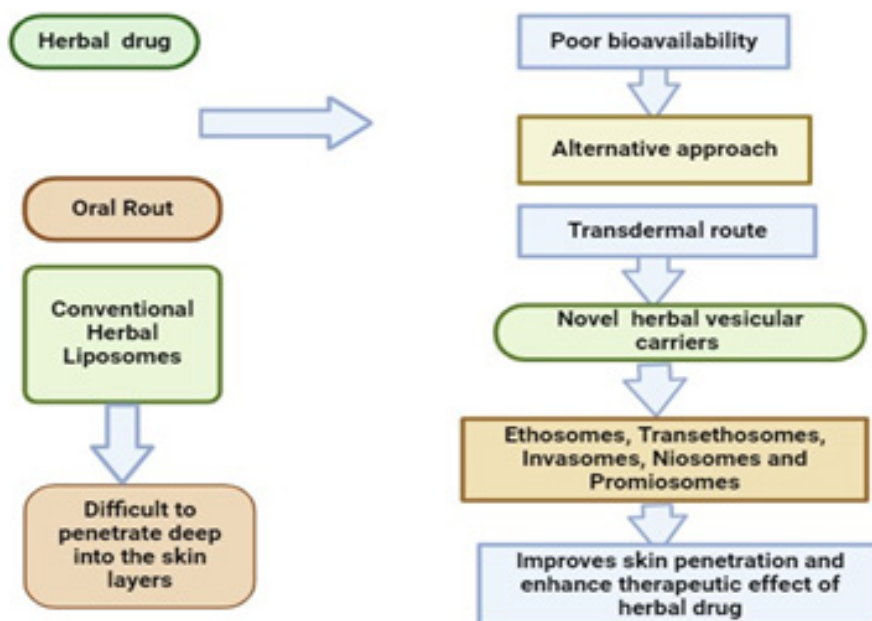 Herbal drug
Oral Rout
Conventional
Herbal
Liposomes
Difficult to
penetrate deep
into the skin
layers
Poor bioavailability
Alternative approach
Transdermal route
Novel herbal vesicular
carriers
Ethosomes, Transethosomes,
Invasomes, Niosomes and
Promiosomes
Improves skin penetration and
enhance therapeutic effect of
herbal drug